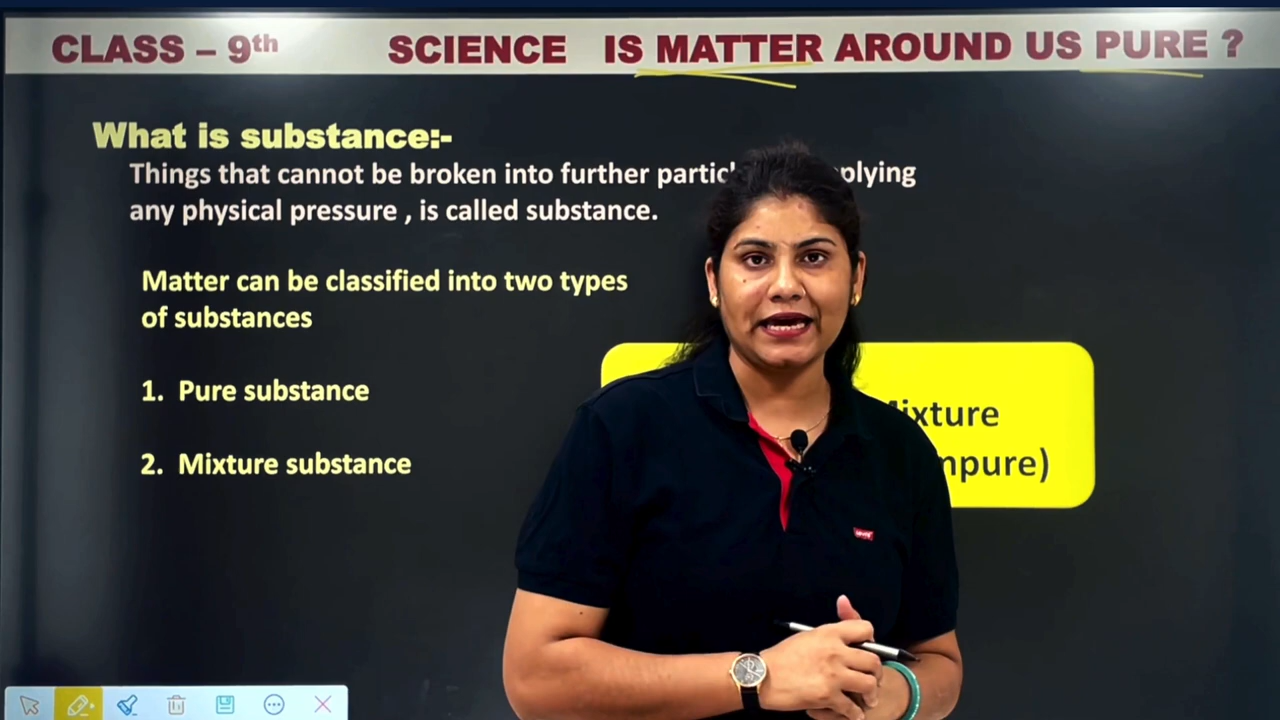 CLASS – 9th SCIENCE IS MATTER AROUND US PURE ?
What is substance:-
Things that cannot be broken into further
any physical pressure , is called substance.
Matter can be classified into two types
of substances
1. Pure substance
2. Mixture substance